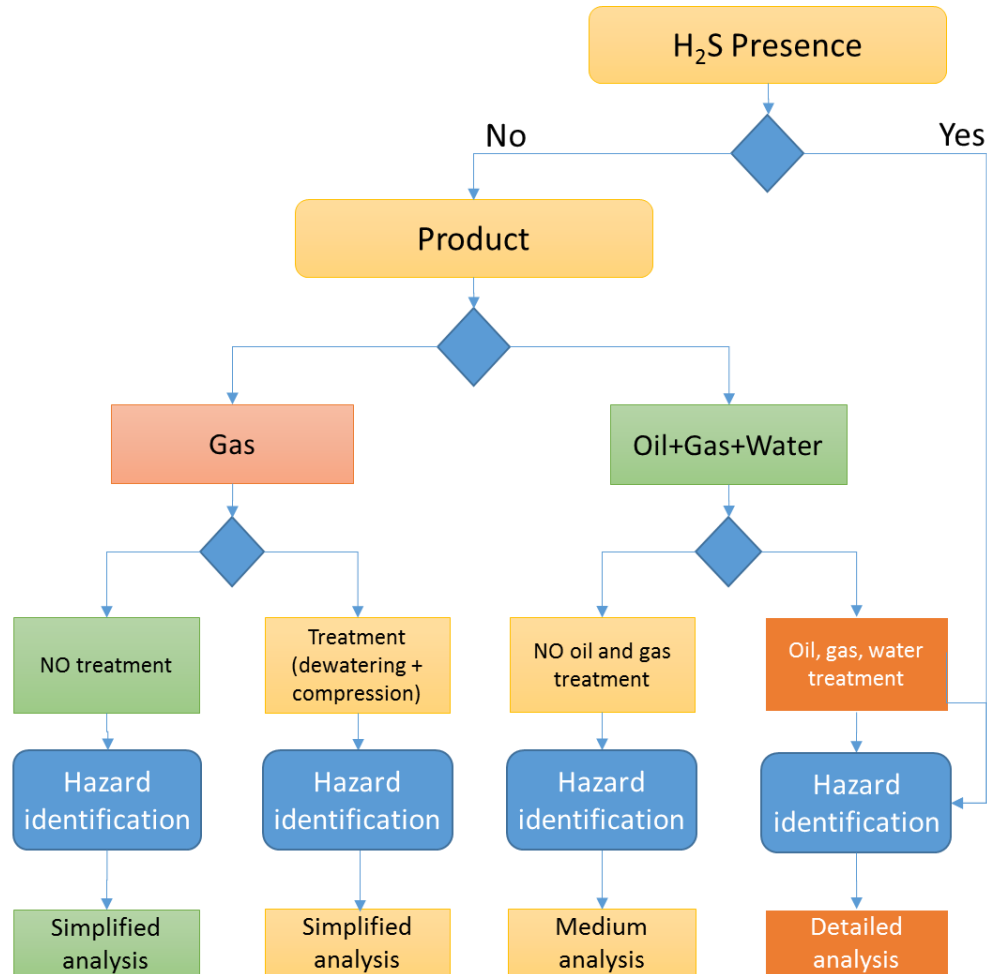 H₂S Presence
No
Yes
Product
Gas
Oil+Gas+Water
NO treatment
Treatment
(dewatering +
compression)
NO oil and gas
treatment
Oil, gas, water
treatment
Hazard
identification
Hazard
identification
Hazard
identification
Hazard
identification
Simplified
analysis
Simplified
analysis
Medium
analysis
Detailed
analysis